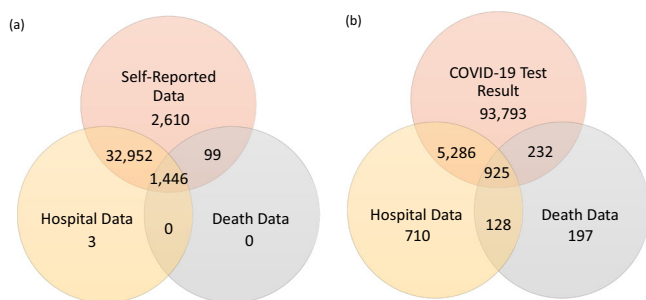 (a)
Self-Reported
Data
2,610
32,952
99
1,446
Hospital Data
3
0
Death Data
0
(b)
COVID-19 Test
Result
93,793
5,286
232
925
Hospital Data
710
128
Death Data
197